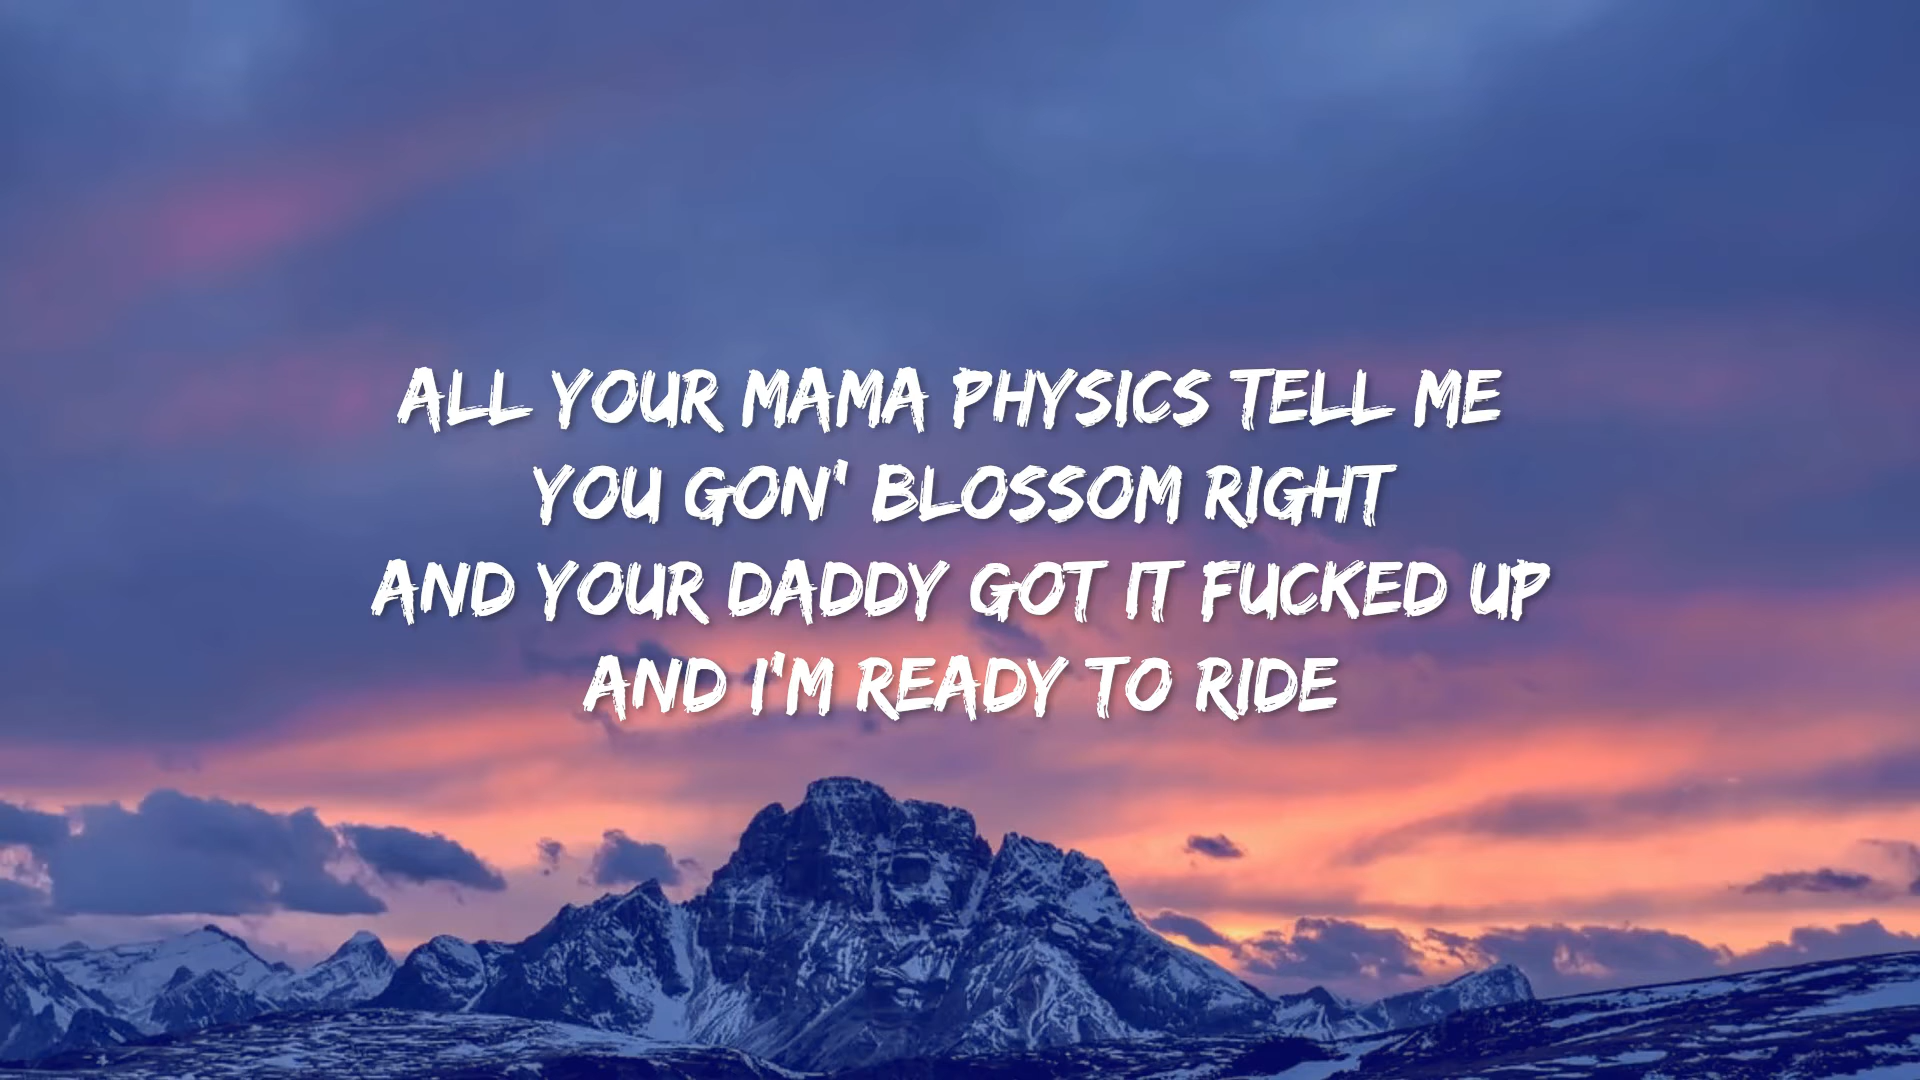 ALL YOUR MAMA PHYSICS TELL ME
YOU GON' BLOSSOM RIGHT
AND YOUR DADDY GOT IT FUCKED UP
AND I'M READY TO RIDE